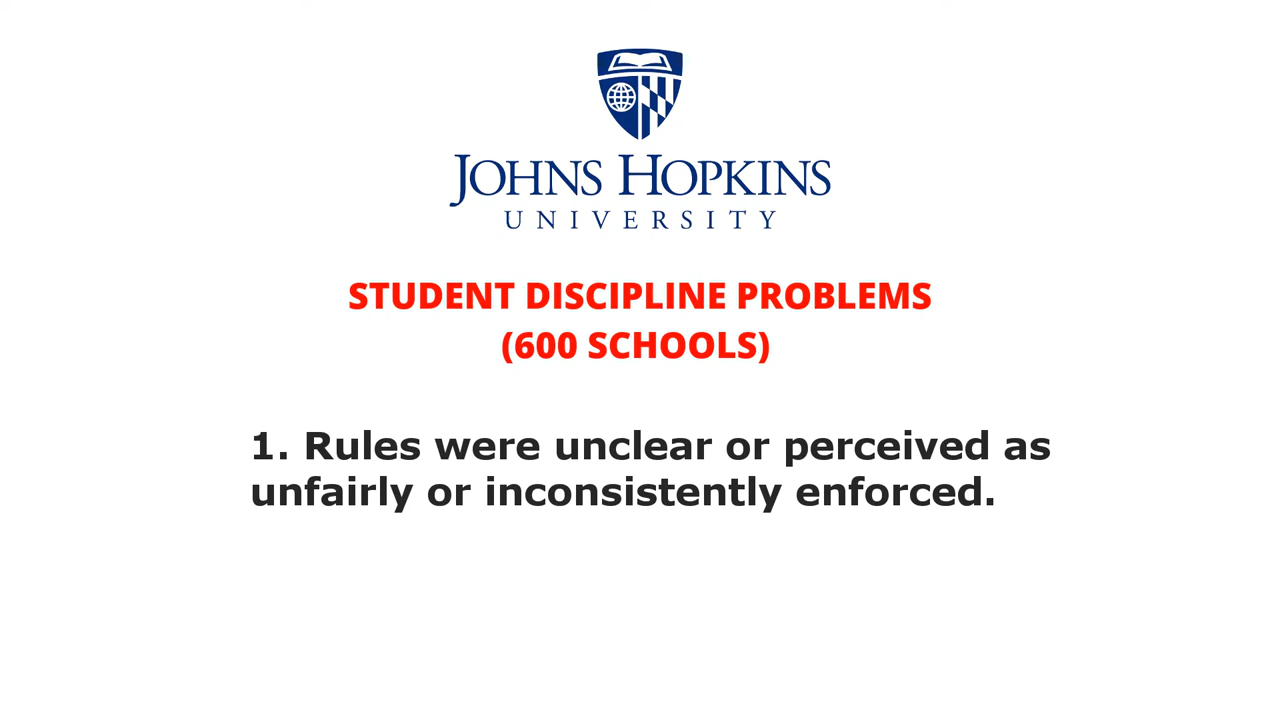 JOHNS HOPKINS
UNIVERSITY
STUDENT DISCIPLINE PROBLEMS
(600 SCHOOLS)
1. Rules were unclear or perceived as
unfairly or inconsistently enforced.